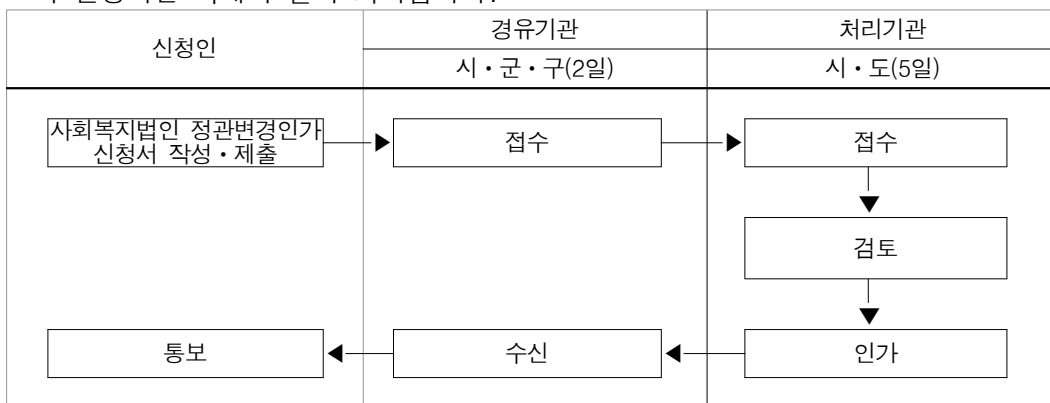 신청인
경유기관
처리기관
시・군・구(2일)
시・도(5일)
사회복지법인 정관변경인가
신청서 작성・제출
접수
접수
검토
통보
수신
인가